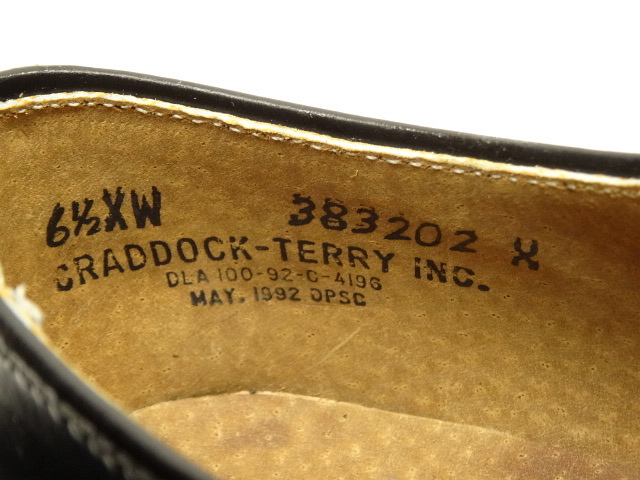 6½XW 383202 X
CRADDOCK-TERRY INC.
DLA 100-92-C-4196
MAY. 1992 DPSC